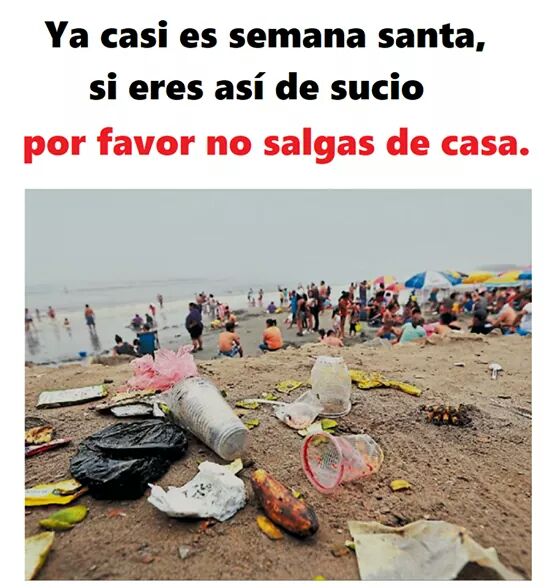 Ya casi es semana santa,
si eres así de sucio
por favor no salgas de casa.